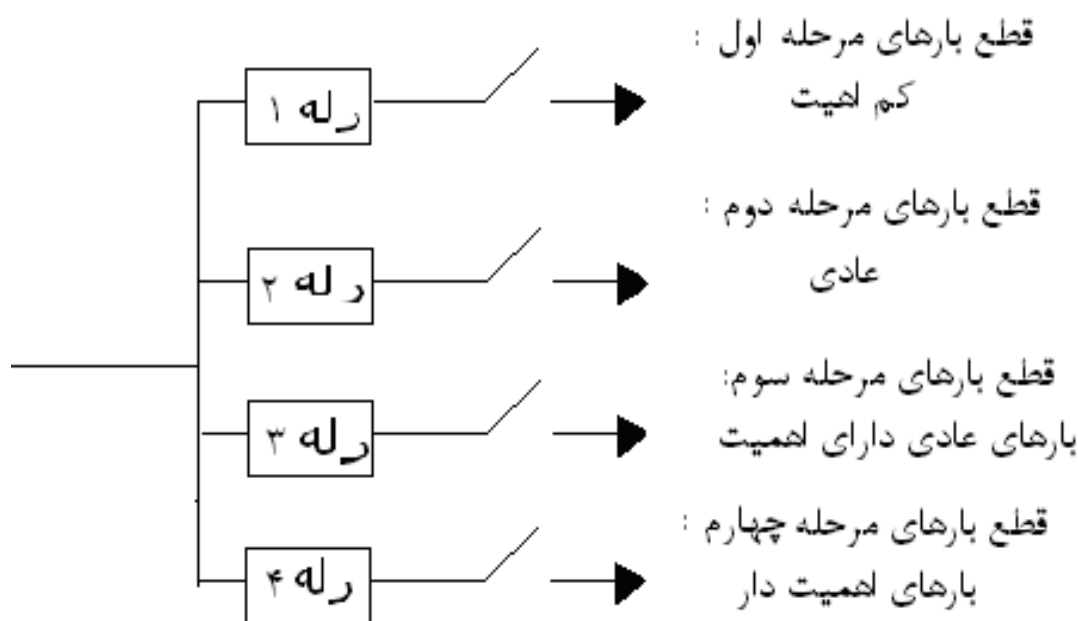 قطع بارهای مرحله اول :
کم اهیت
رله ۱
قطع بارهای مرحله دوم :
عادی
رله ۲
قطع بارهای مرحله سوم:
بارهای عادی دارای اهمیت
رله ۳
قطع بارهای مرحله چهارم :
بارهای اهمیت دار
رله ۴